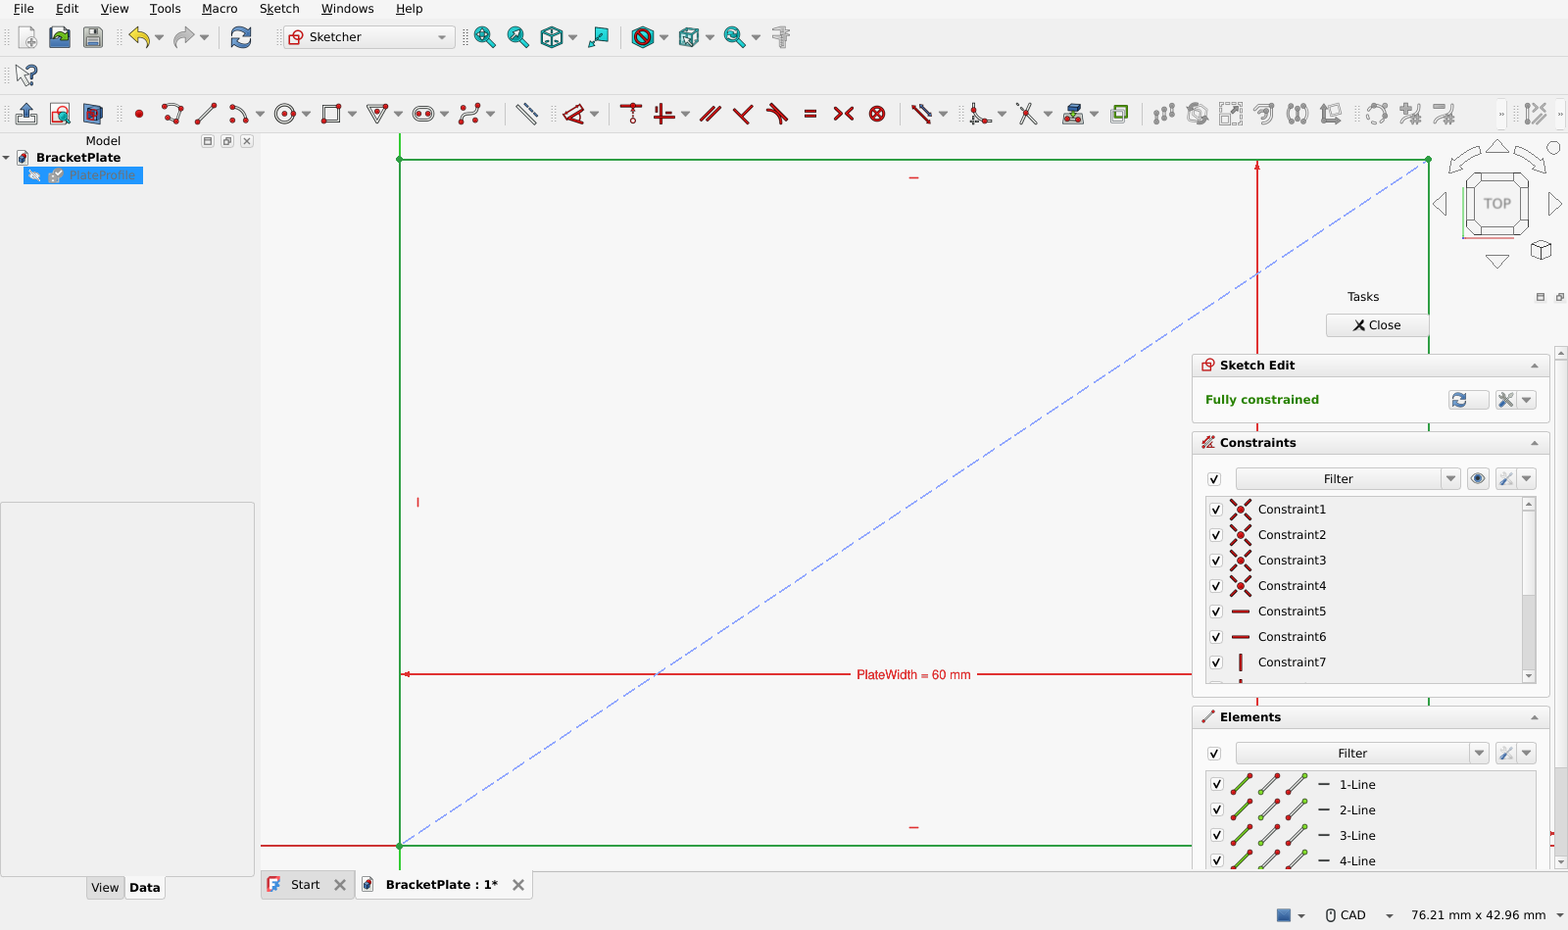 File Edit View Tools Macro Sketch Windows Help
Sketcher
Model
BracketPlate
PlateProfile
TOP
Tasks
Close
Sketch Edit
Fully constrained
Constraints
Filter
Constraint1
Constraint2
Constraint3
Constraint4
Constraint5
Constraint6
Constraint7
PlateWidth = 60 mm
Elements
Filter
1-Line
2-Line
3-Line
4-Line
View Data
Start BracketPlate : 1*
CAD 76.21 mm x 42.96 mm